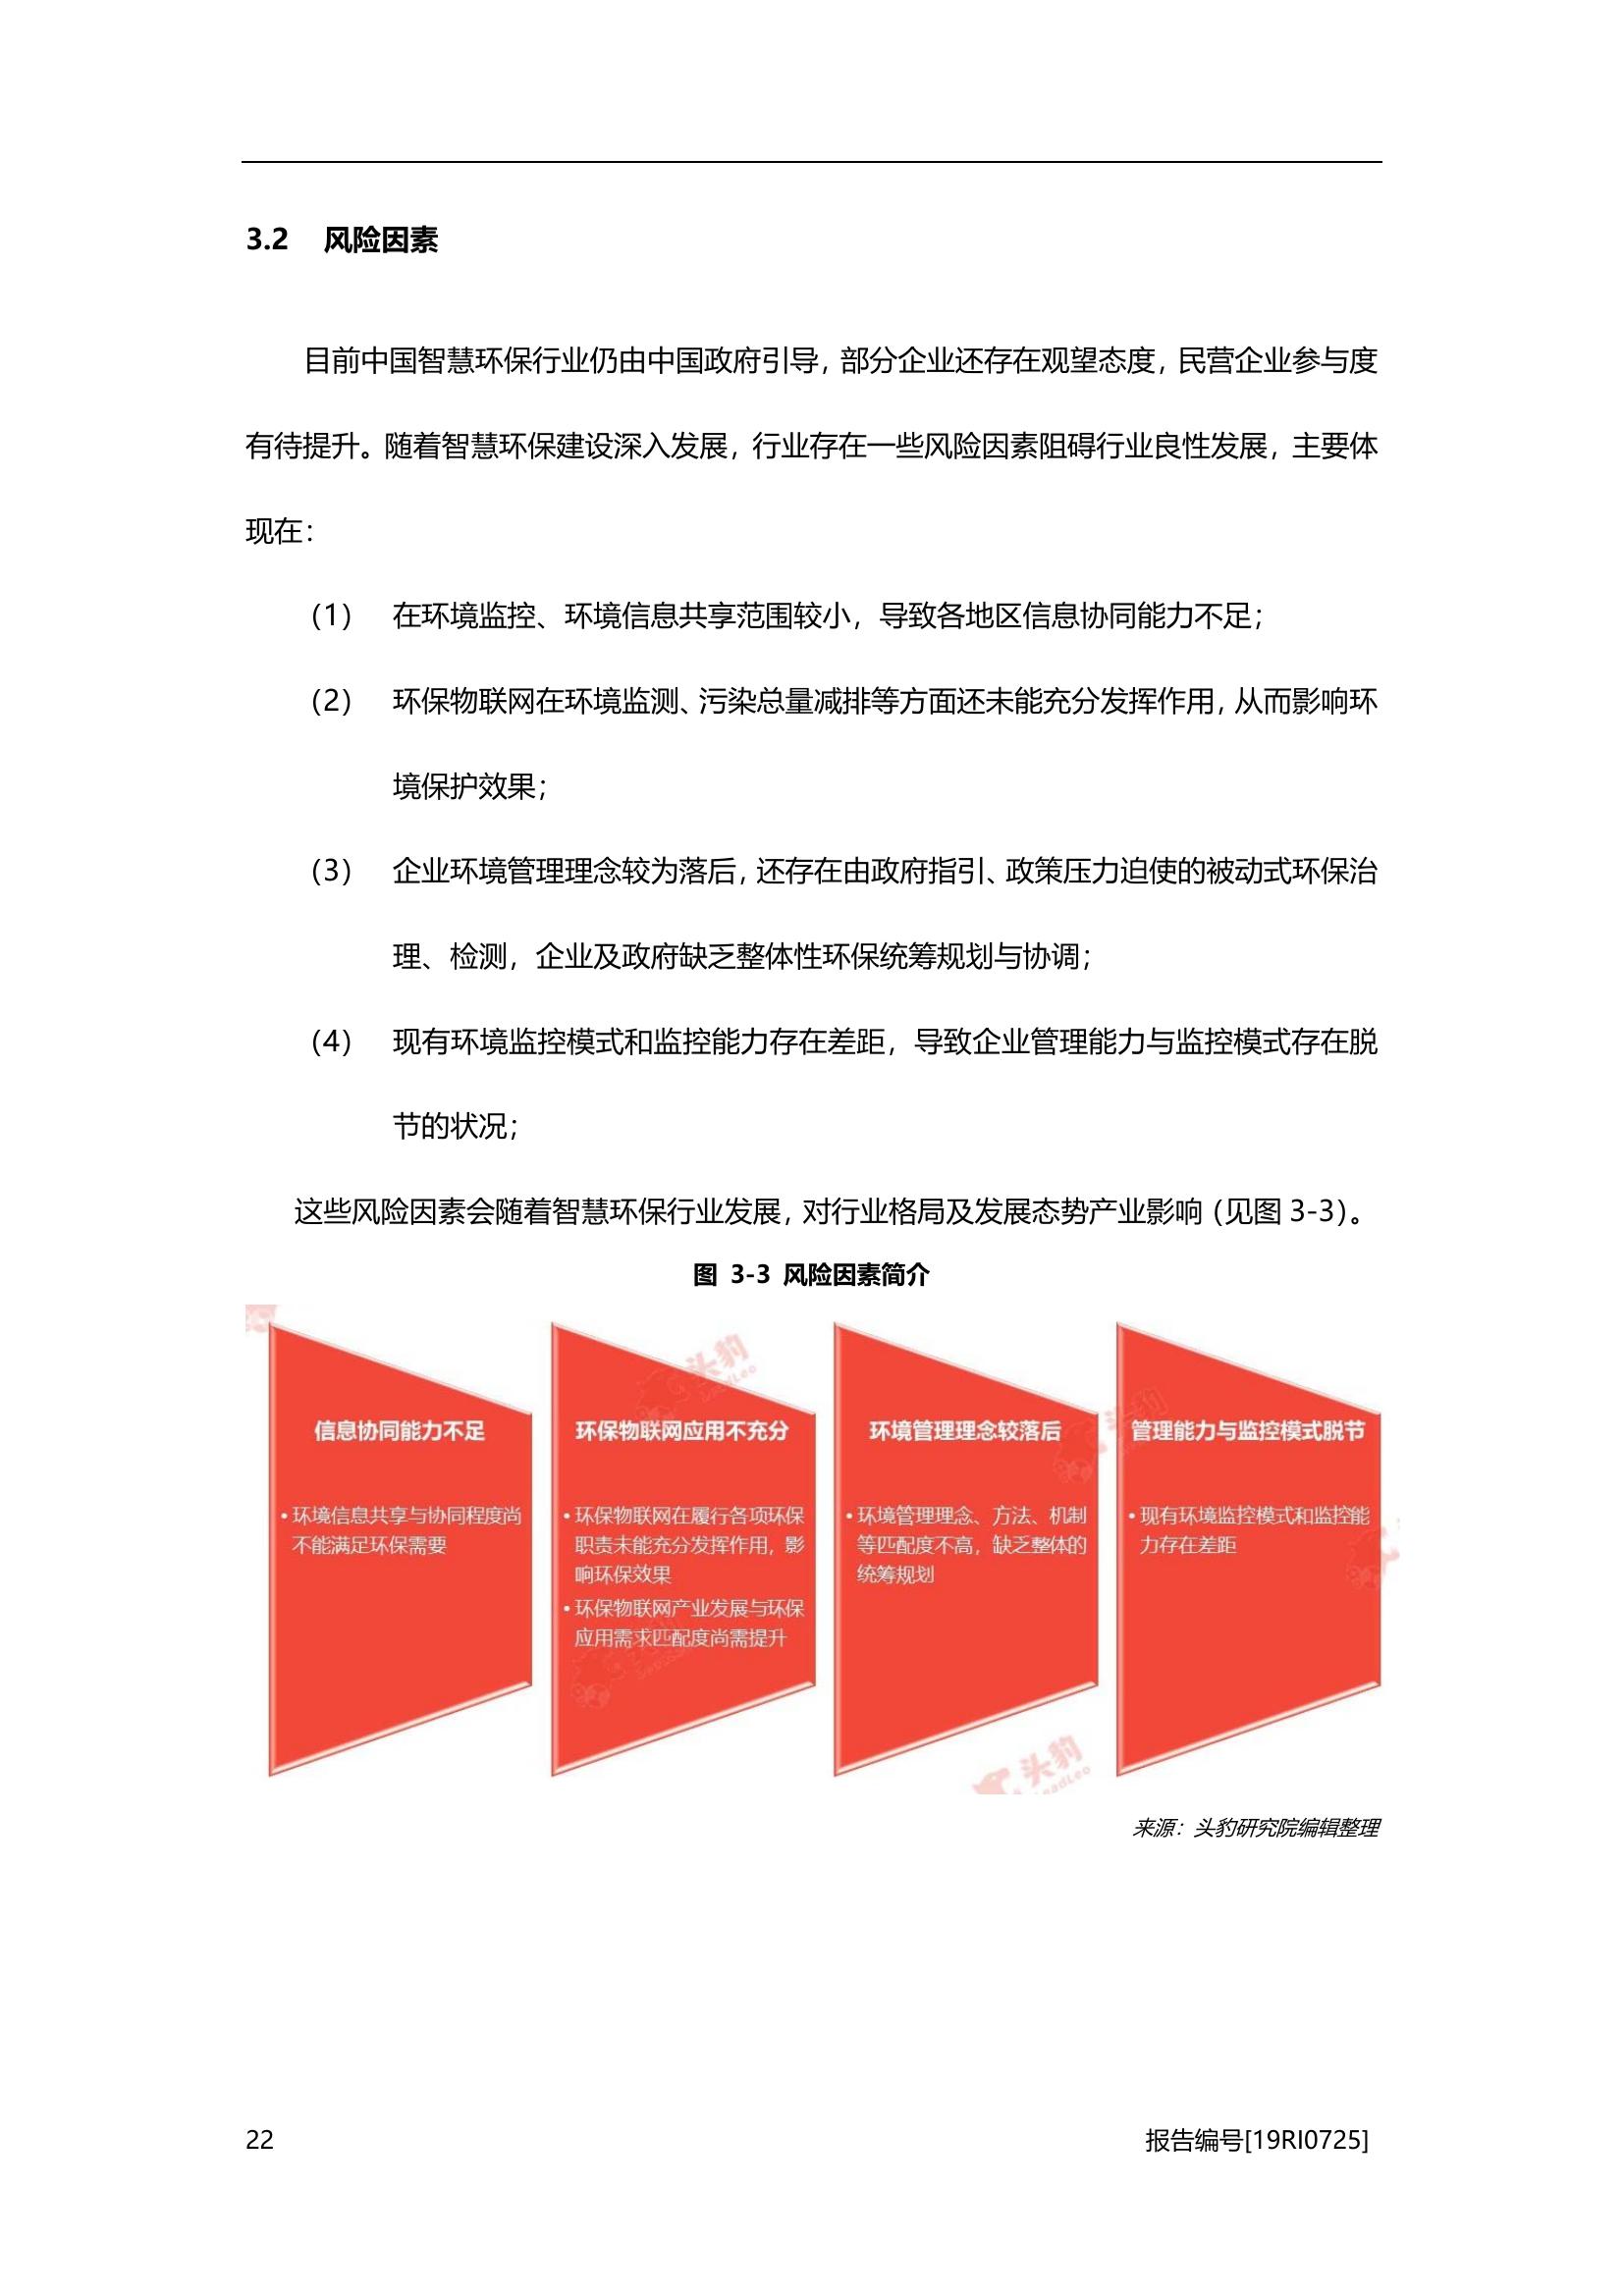 3.2 风险因素
目前中国智慧环保行业仍由中国政府引导，部分企业还存在观望态度，民营企业参与度
有待提升。随着智慧环保建设深入发展，行业存在一些风险因素阻碍行业良性发展，主要体
现在：
（1） 在环境监控、环境信息共享范围较小，导致各地区信息协同能力不足；
（2） 环保物联网在环境监测、污染总量减排等方面还未能充分发挥作用，从而影响环
境保护效果；
（3） 企业环境管理理念较为落后，还存在由政府指引、政策压力迫使的被动式环保治
理、检测，企业及政府缺乏整体性环保统筹规划与协调；
（4） 现有环境监控模式和监控能力存在差距，导致企业管理能力与监控模式存在脱
节的状况；
这些风险因素会随着智慧环保行业发展，对行业格局及发展态势产业影响（见图 3-3）。
图 3-3 风险因素简介
信息协同能力不足
• 环境信息共享与协同程度尚
不能满足环保需要
环保物联网应用不充分
• 环保物联网在履行各项环保
职责未能充分发挥作用，影
响环保效果
• 环保物联网产业发展与环保
应用需求匹配度尚需提升
环境管理理念较落后
• 环境管理理念、方法、机制
等匹配度不高，缺乏整体的
统筹规划
管理能力与监控模式脱节
• 现有环境监控模式和监控能
力存在差距
头豹
LeadLeo
头豹
头豹
LeadLeo
来源：头豹研究院编辑整理
22 报告编号[19RI0725]